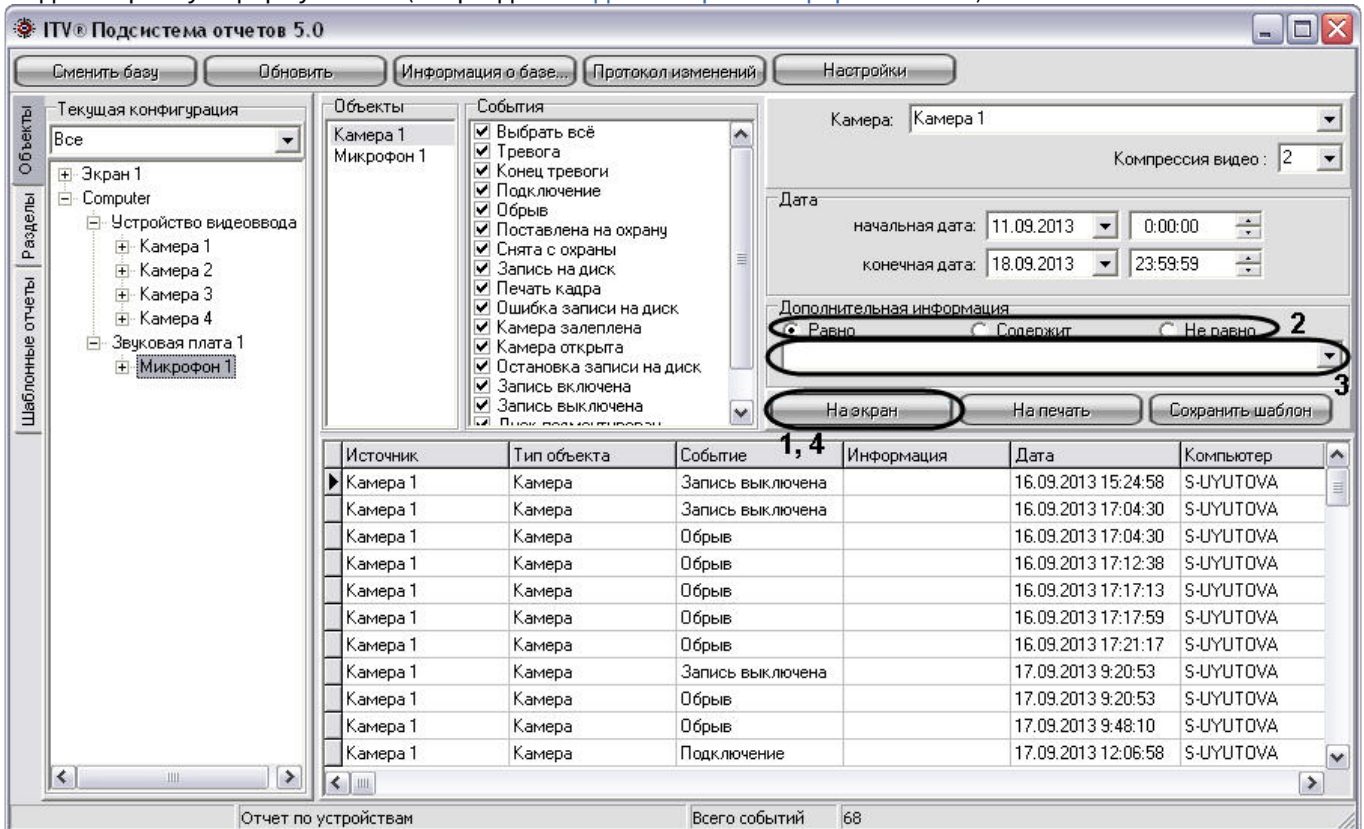 ITV® Подсистема отчетов 5.0
Сменить базу Обновить Информация о базе... Протокол изменений Настройки
Объекты
Разделы
Шаблонные отчеты
Текущая конфигурация
Все
Экран 1
Computer
Устройство видеоввода
Камера 1
Камера 2
Камера 3
Камера 4
Звуковая плата 1
Микрофон 1
Объекты
Камера 1
Микрофон 1
События
Выбрать всё
Тревога
Конец тревоги
Подключение
Обрыв
Поставлена на охрану
Снята с охраны
Запись на диск
Печать кадра
Ошибка записи на диск
Камера залеплена
Камера открыта
Остановка записи на диск
Запись включена
Запись выключена
Камера: Камера 1
Компрессия видео : 2
Дата
начальная дата: 11.09.2013 0:00:00
конечная дата: 18.09.2013 23:59:59
Дополнительная информация
Равно Содержит Не равно 2
3
На экран На печать Сохранить шаблон
1, 4
Источник Тип объекта Событие Информация Дата Компьютер
Камера 1 Камера Запись выключена 16.09.2013 15:24:58 S-UYUTOVA
Камера 1 Камера Запись выключена 16.09.2013 17:04:30 S-UYUTOVA
Камера 1 Камера Обрыв 16.09.2013 17:04:30 S-UYUTOVA
Камера 1 Камера Обрыв 16.09.2013 17:12:38 S-UYUTOVA
Камера 1 Камера Обрыв 16.09.2013 17:17:13 S-UYUTOVA
Камера 1 Камера Обрыв 16.09.2013 17:17:59 S-UYUTOVA
Камера 1 Камера Обрыв 16.09.2013 17:21:17 S-UYUTOVA
Камера 1 Камера Запись выключена 17.09.2013 9:20:53 S-UYUTOVA
Камера 1 Камера Обрыв 17.09.2013 9:20:53 S-UYUTOVA
Камера 1 Камера Обрыв 17.09.2013 9:48:10 S-UYUTOVA
Камера 1 Камера Подключение 17.09.2013 12:06:58 S-UYUTOVA
Отчет по устройствам Всего событий 68